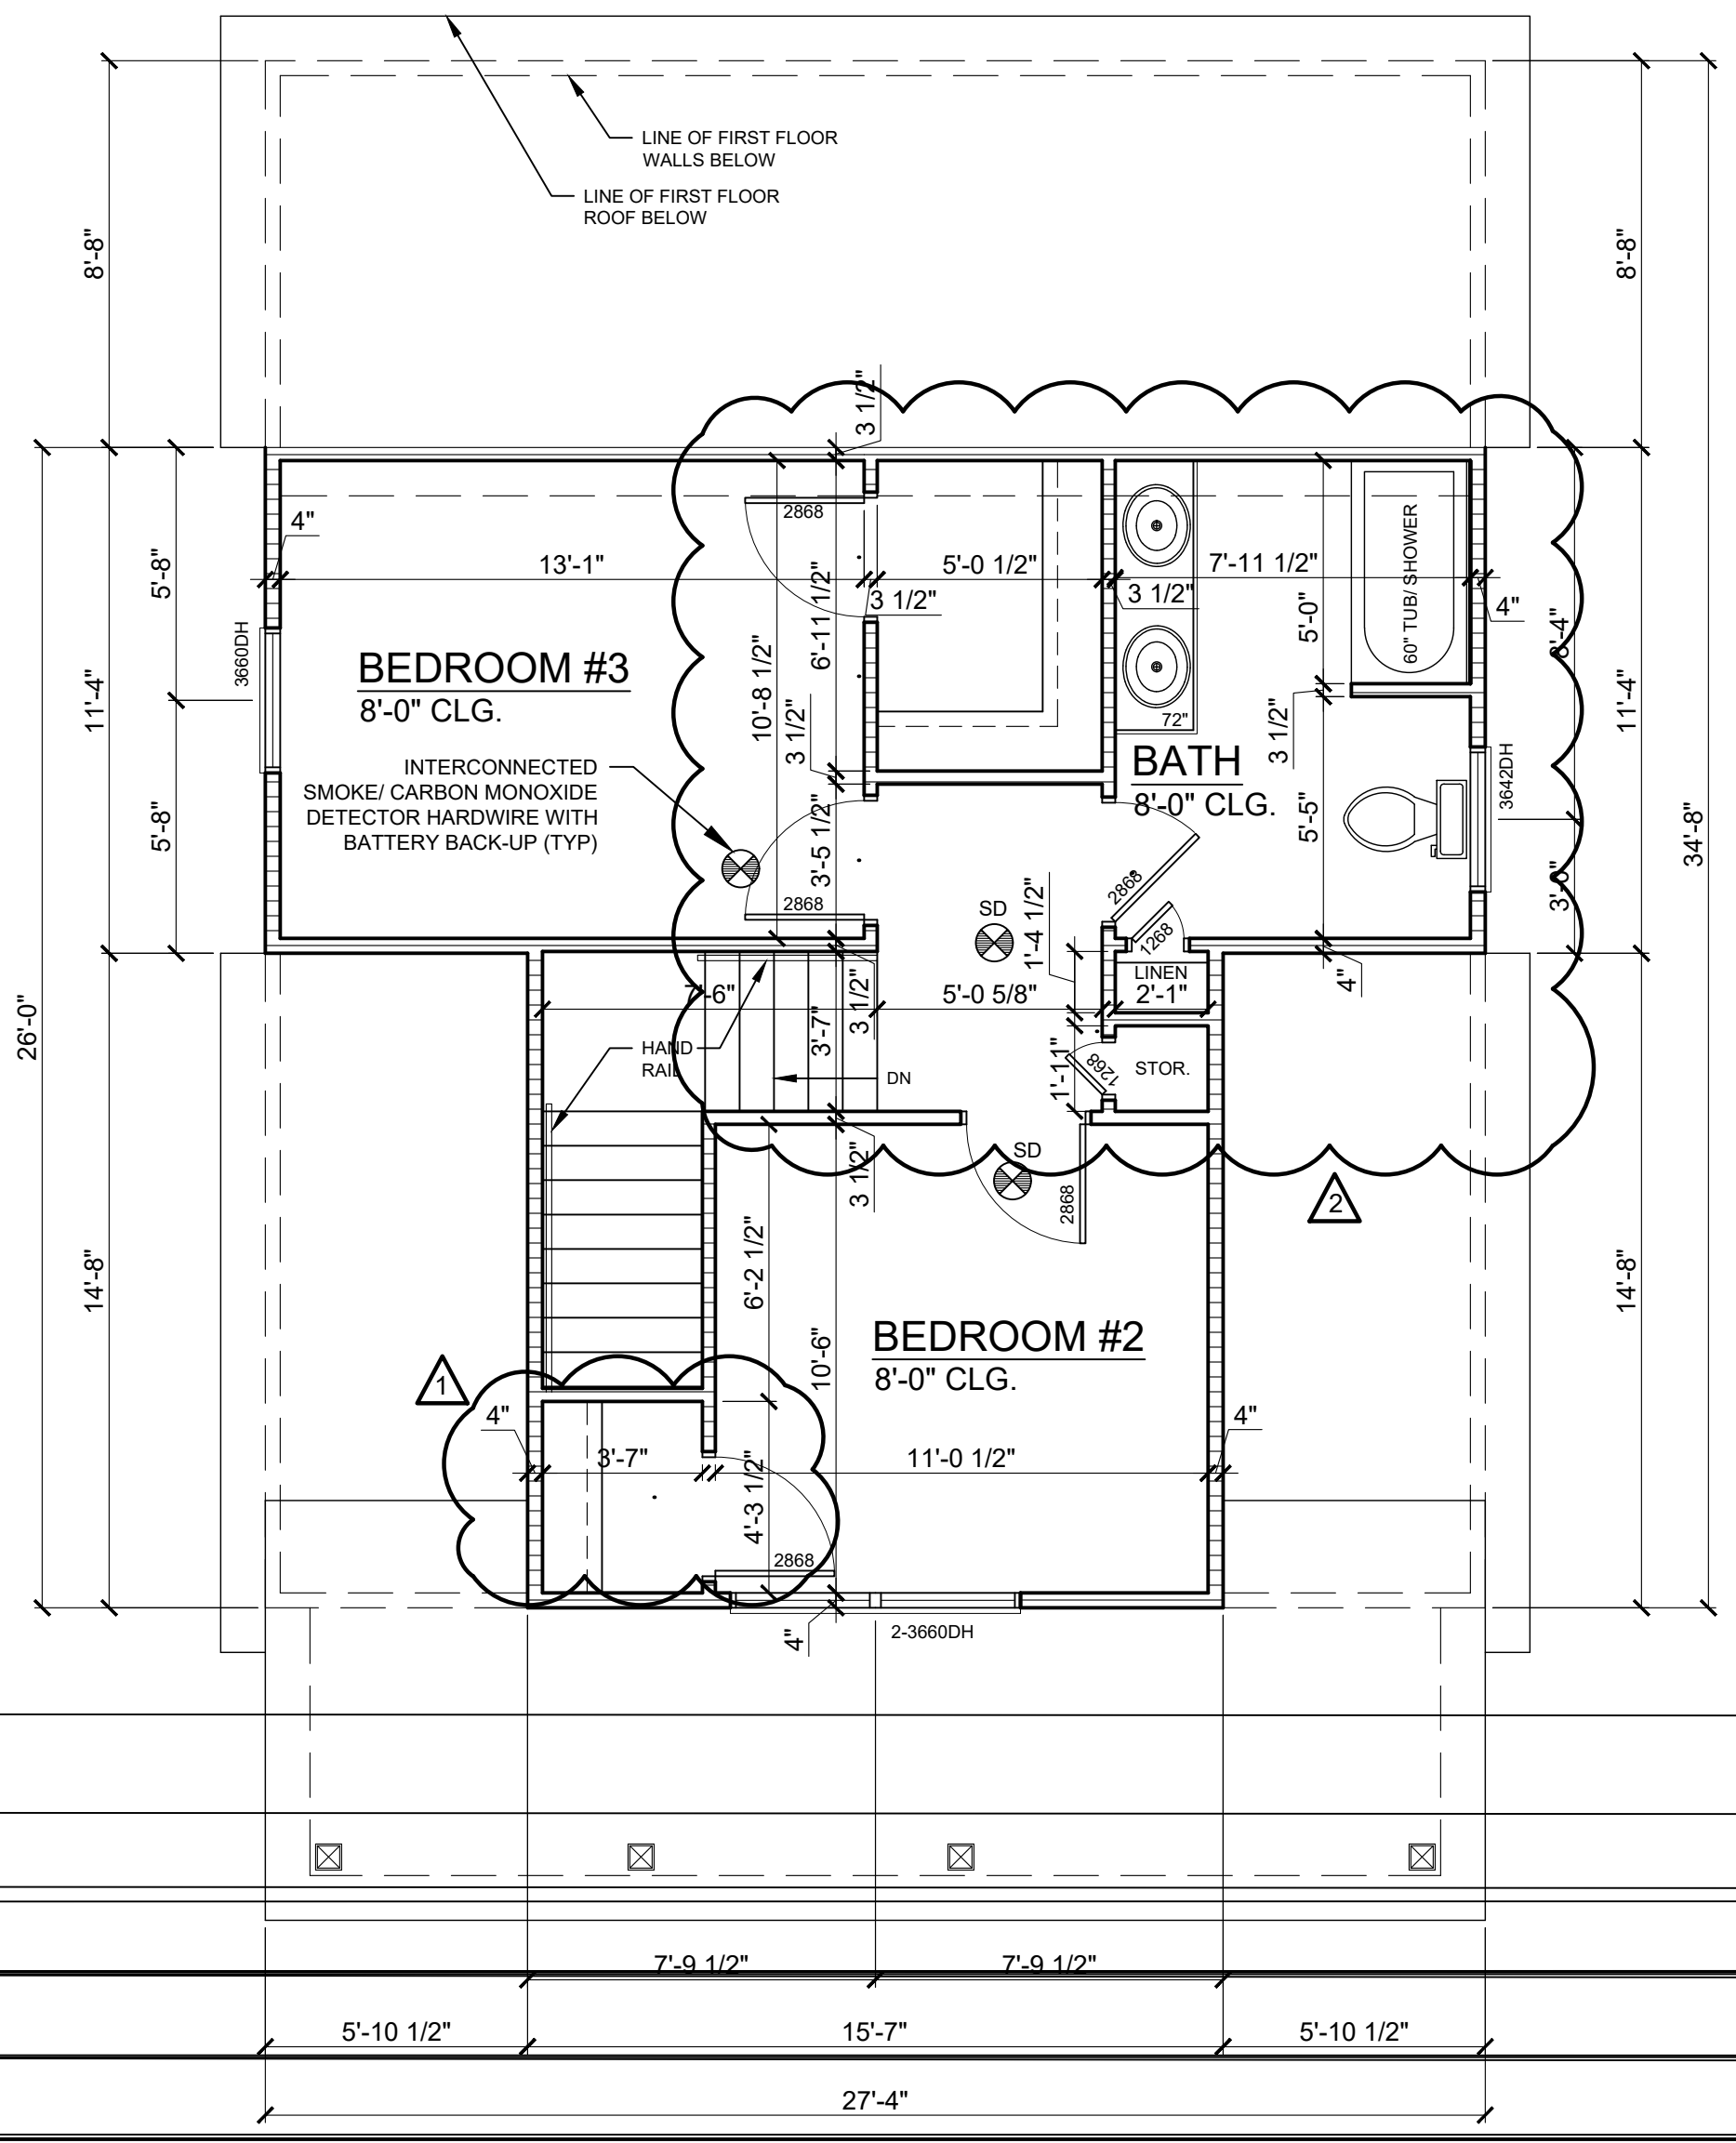 LINE OF FIRST FLOOR
WALLS BELOW
LINE OF FIRST FLOOR
ROOF BELOW
8'-8"
8'-8"
3 1/2"
4"
2868
13'-1"
5'-0 1/2"
7'-11 1/2"
3 1/2"
3 1/2"
4"
5'-8"
6'-11 1/2"
10'-8 1/2"
5'-0"
60" TUB/ SHOWER
3660DH
BEDROOM #3
8'-0" CLG.
11'-4"
11'-4"
3 1/2"
72"
3 1/2"
BATH
8'-0" CLG.
3642DH
INTERCONNECTED
SMOKE/ CARBON MONOXIDE
DETECTOR HARDWIRE WITH
BATTERY BACK-UP (TYP)
5'-8"
3'-5 1/2"
5'-5"
34'-8"
2868
2868
1268
SD
1'-4 1/2"
LINEN
2'-1"
4"
26'-0"
7'-6"
3 1/2"
5'-0 5/8"
3'-7"
HAND
RAIL
DN
1'-11"
1268
STOR.
SD
3 1/2"
2868
2
14'-8"
14'-8"
6'-2 1/2"
BEDROOM #2
8'-0" CLG.
10'-6"
1
4"
4"
3'-7"
11'-0 1/2"
4'-3 1/2"
2868
4"
2-3660DH
7'-9 1/2"
7'-9 1/2"
5'-10 1/2"
15'-7"
5'-10 1/2"
27'-4"